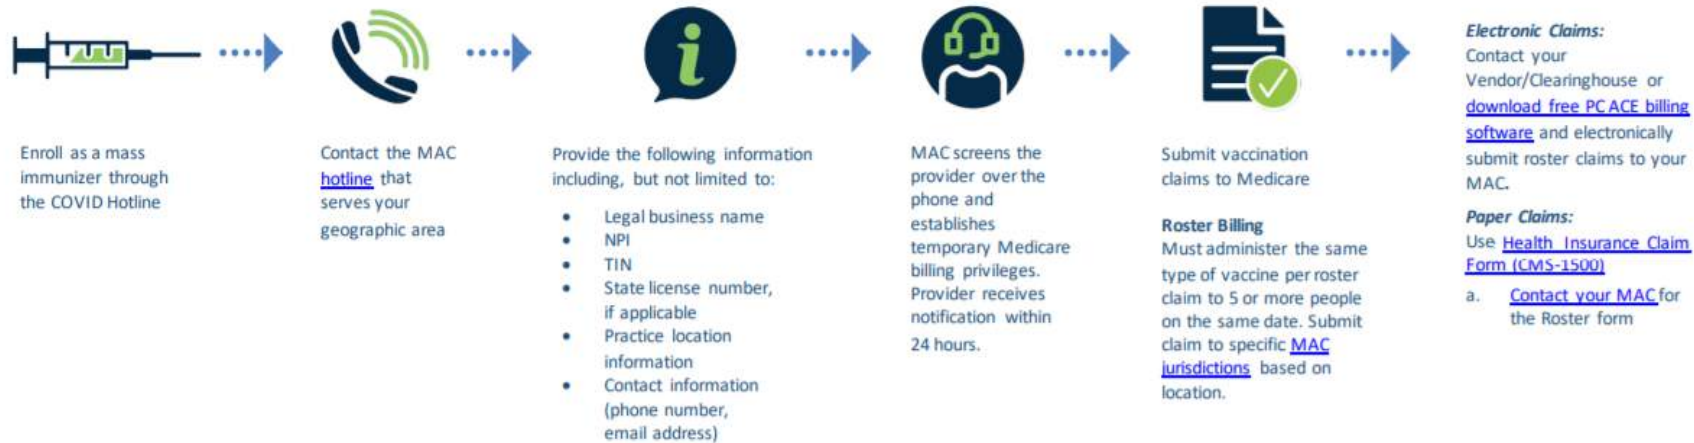 Enroll as a mass
immunizer through
the COVID Hotline
Contact the MAC
hotline that
serves your
geographic area
Provide the following information
including, but not limited to:
• Legal business name
• NPI
• TIN
• State license number,
if applicable
• Practice location
information
• Contact information
(phone number,
email address)
MAC screens the
provider over the
phone and
establishes
temporary Medicare
billing privileges.
Provider receives
notification within
24 hours.
Submit vaccination
claims to Medicare
Roster Billing
Must administer the same
type of vaccine per roster
claim to 5 or more people
on the same date. Submit
claim to specific MAC
jurisdictions based on
location.
Electronic Claims:
Contact your
Vendor/Clearinghouse or
download free PC ACE billing
software and electronically
submit roster claims to your
MAC.
Paper Claims:
Use Health Insurance Claim
Form (CMS-1500)
a. Contact your MAC for
the Roster form